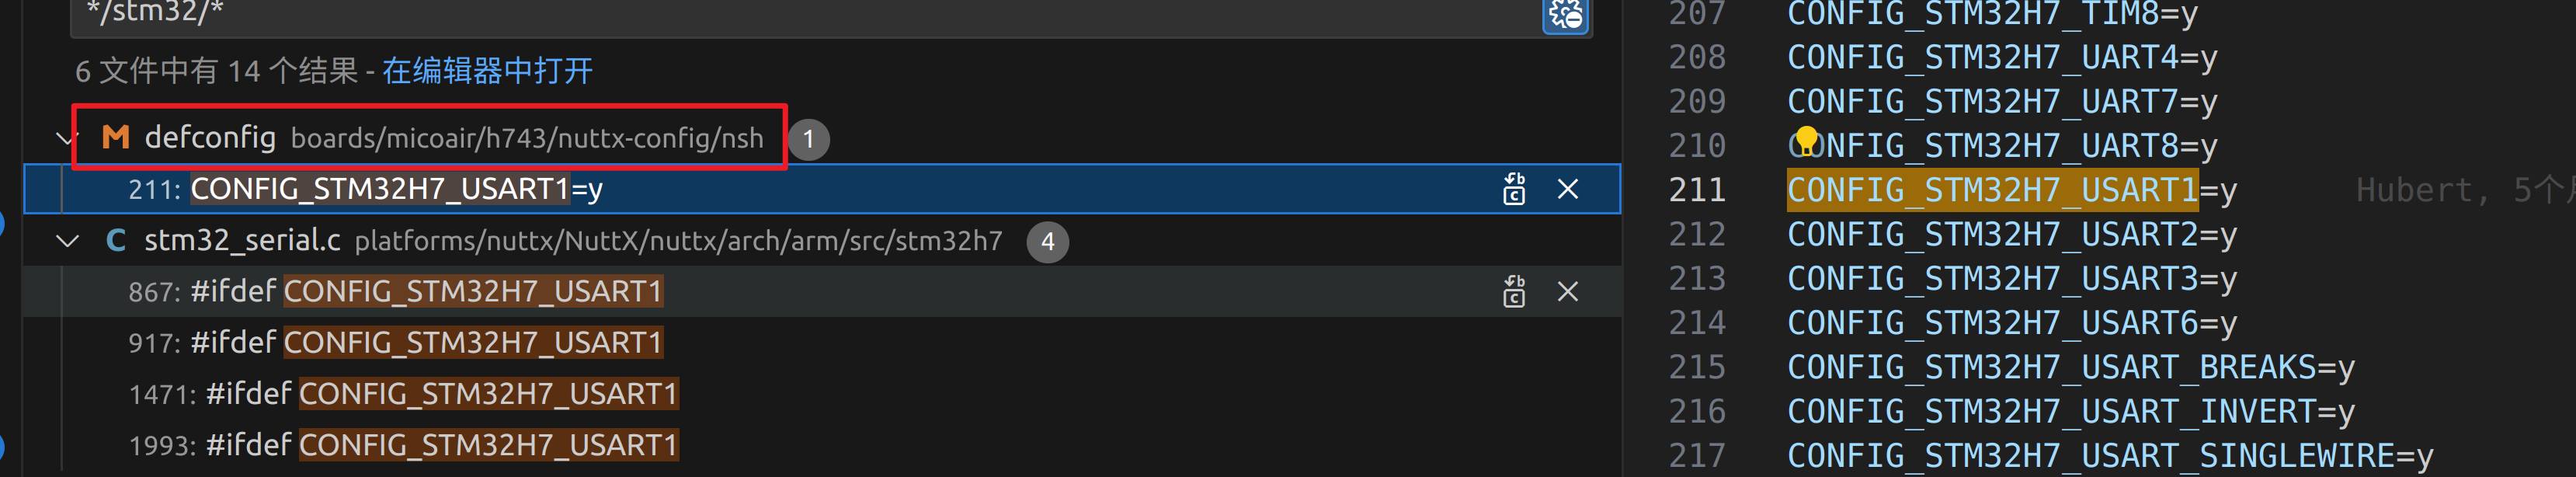 */stm32/*
6 文件中有 14 个结果 - 在编辑器中打开
M defconfig boards/micoair/h743/nuttx-config/nsh 1
211: CONFIG_STM32H7_USART1=y
C stm32_serial.c platforms/nuttx/NuttX/nuttx/arch/arm/src/stm32h7 4
867: #ifdef CONFIG_STM32H7_USART1
917: #ifdef CONFIG_STM32H7_USART1
1471: #ifdef CONFIG_STM32H7_USART1
1993: #ifdef CONFIG_STM32H7_USART1
207 CONFIG_STM32H7_TIM8=y
208 CONFIG_STM32H7_UART4=y
209 CONFIG_STM32H7_UART7=y
210 CONFIG_STM32H7_UART8=y
211 CONFIG_STM32H7_USART1=y Hubert, 5个
212 CONFIG_STM32H7_USART2=y
213 CONFIG_STM32H7_USART3=y
214 CONFIG_STM32H7_USART6=y
215 CONFIG_STM32H7_USART_BREAKS=y
216 CONFIG_STM32H7_USART_INVERT=y
217 CONFIG_STM32H7_USART_SINGLEWIRE=y